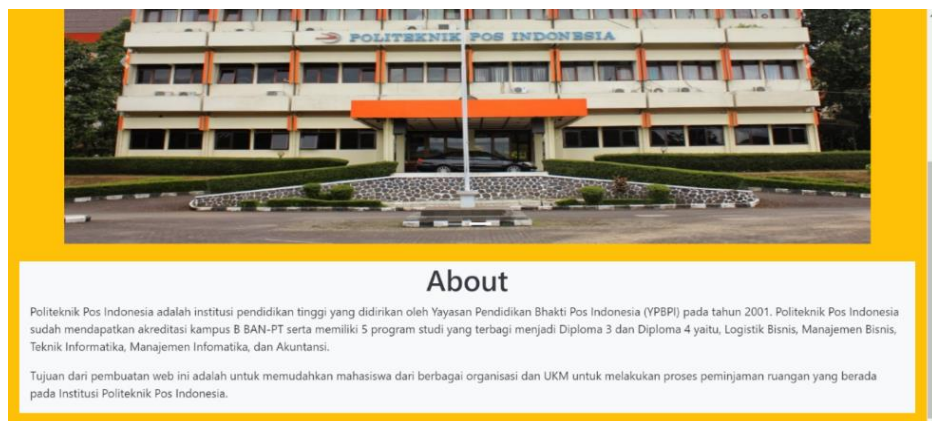 POLITEKNIK POS INDONESIA
About
Politeknik Pos Indonesia adalah institusi pendidikan tinggi yang didirikan oleh Yayasan Pendidikan Bhakti Pos Indonesia (YPBPI) pada tahun 2001. Politeknik Pos Indonesia
sudah mendapatkan akreditasi kampus B BAN-PT serta memiliki 5 program studi yang terbagi menjadi Diploma 3 dan Diploma 4 yaitu, Logistik Bisnis, Manajemen Bisnis,
Teknik Informatika, Manajemen Infomatika, dan Akuntansi.
Tujuan dari pembuatan web ini adalah untuk memudahkan mahasiswa dari berbagai organisasi dan UKM untuk melakukan proses peminjaman ruangan yang berada
pada Institusi Politeknik Pos Indonesia.